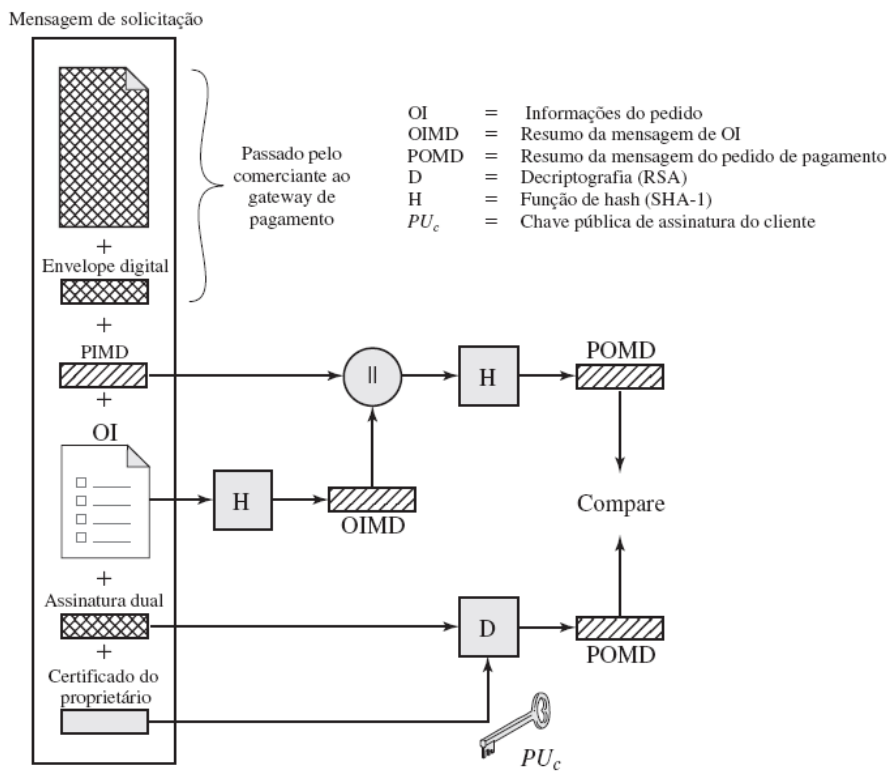 Mensagem de solicitação
Passado pelo
comerciante ao
gateway de
pagamento
OI = Informações do pedido
OIMD = Resumo da mensagem de OI
POMD = Resumo da mensagem do pedido de pagamento
D = Decriptografia (RSA)
H = Função de hash (SHA-1)
PUc = Chave pública de assinatura do cliente
+
Envelope digital
+
PIMD
+
||
H
POMD
OI
H
OIMD
Compare
+
Assinatura dual
D
POMD
+
Certificado do
proprietário
PUc